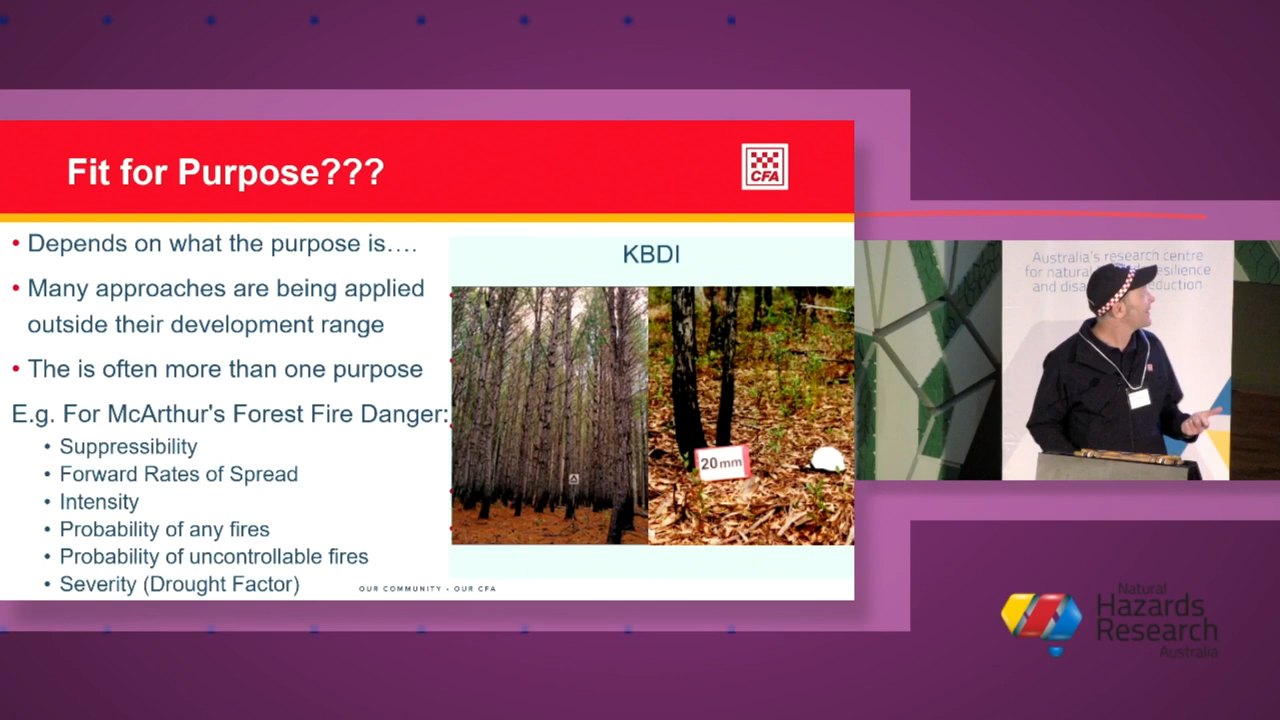 Fit for Purpose???
CFA
• Depends on what the purpose is….
• Many approaches are being applied
outside their development range
• The is often more than one purpose
E.g. For McArthur's Forest Fire Danger:
• Suppressibility
• Forward Rates of Spread
• Intensity
• Probability of any fires
• Probability of uncontrollable fires
• Severity (Drought Factor)
KBDI
20mm
OUR COMMUNITY • OUR CFA
Australia's research centre
for natural esilience
and disa eduction
Natural
Hazards
Research
Australia